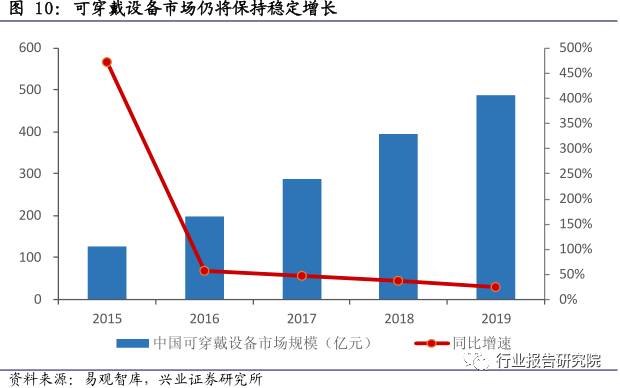 图 10：可穿戴设备市场仍将保持稳定增长
600 500%
500 450%
400 400%
300 350%
200 300%
100 250%
0 200%
150%
100%
50%
0%
2015 2016 2017 2018 2019
中国可穿戴设备市场规模（亿元） 同比增速
行业报告研究院
资料来源：易观智库，兴业证券研究所